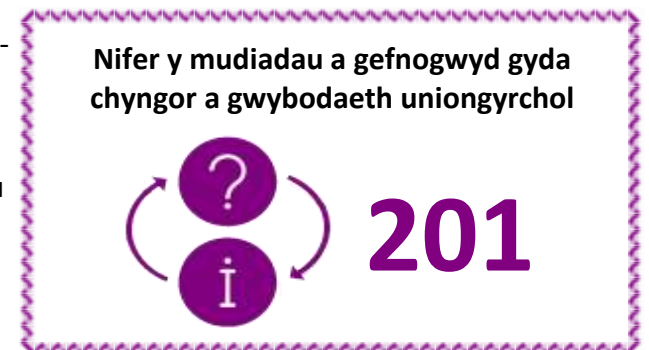 Nifer y mudiadau a gefnogwyd gyda
chyngor a gwybodaeth uniongyrchol
?
i
201